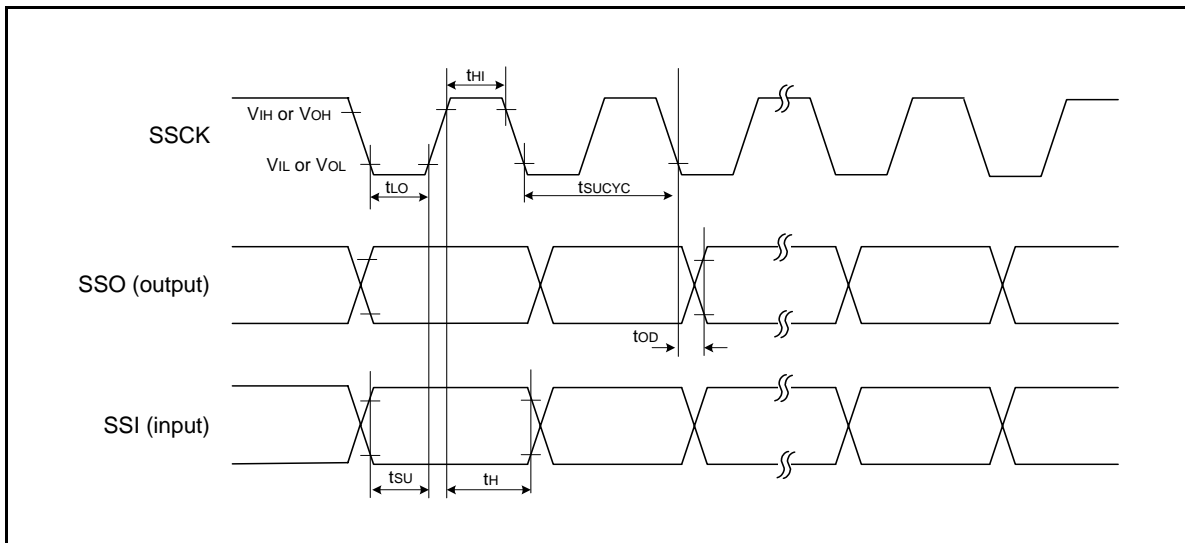 tHI
VIH or VOH
SSCK
VIL or VOL
tLO
tSUCYC
SSO (output)
tOD
SSI (input)
tSU
tH